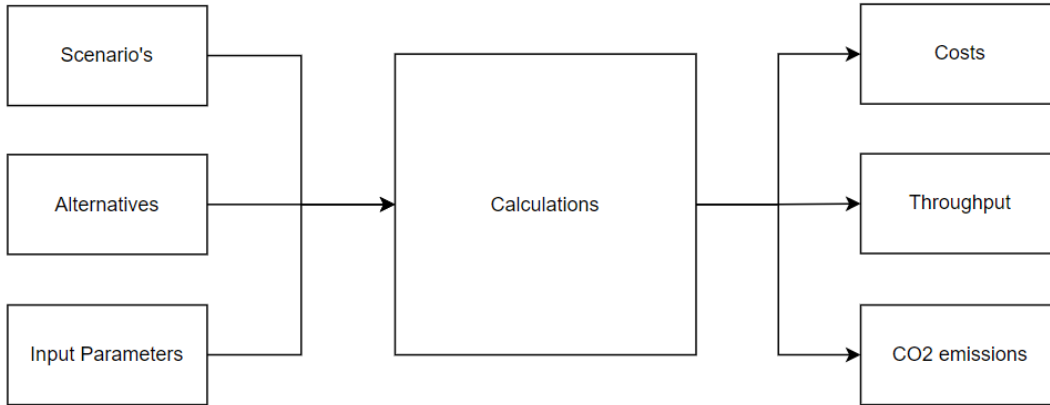 Scenario's
Alternatives
Input Parameters
Calculations
Costs
Throughput
CO2 emissions